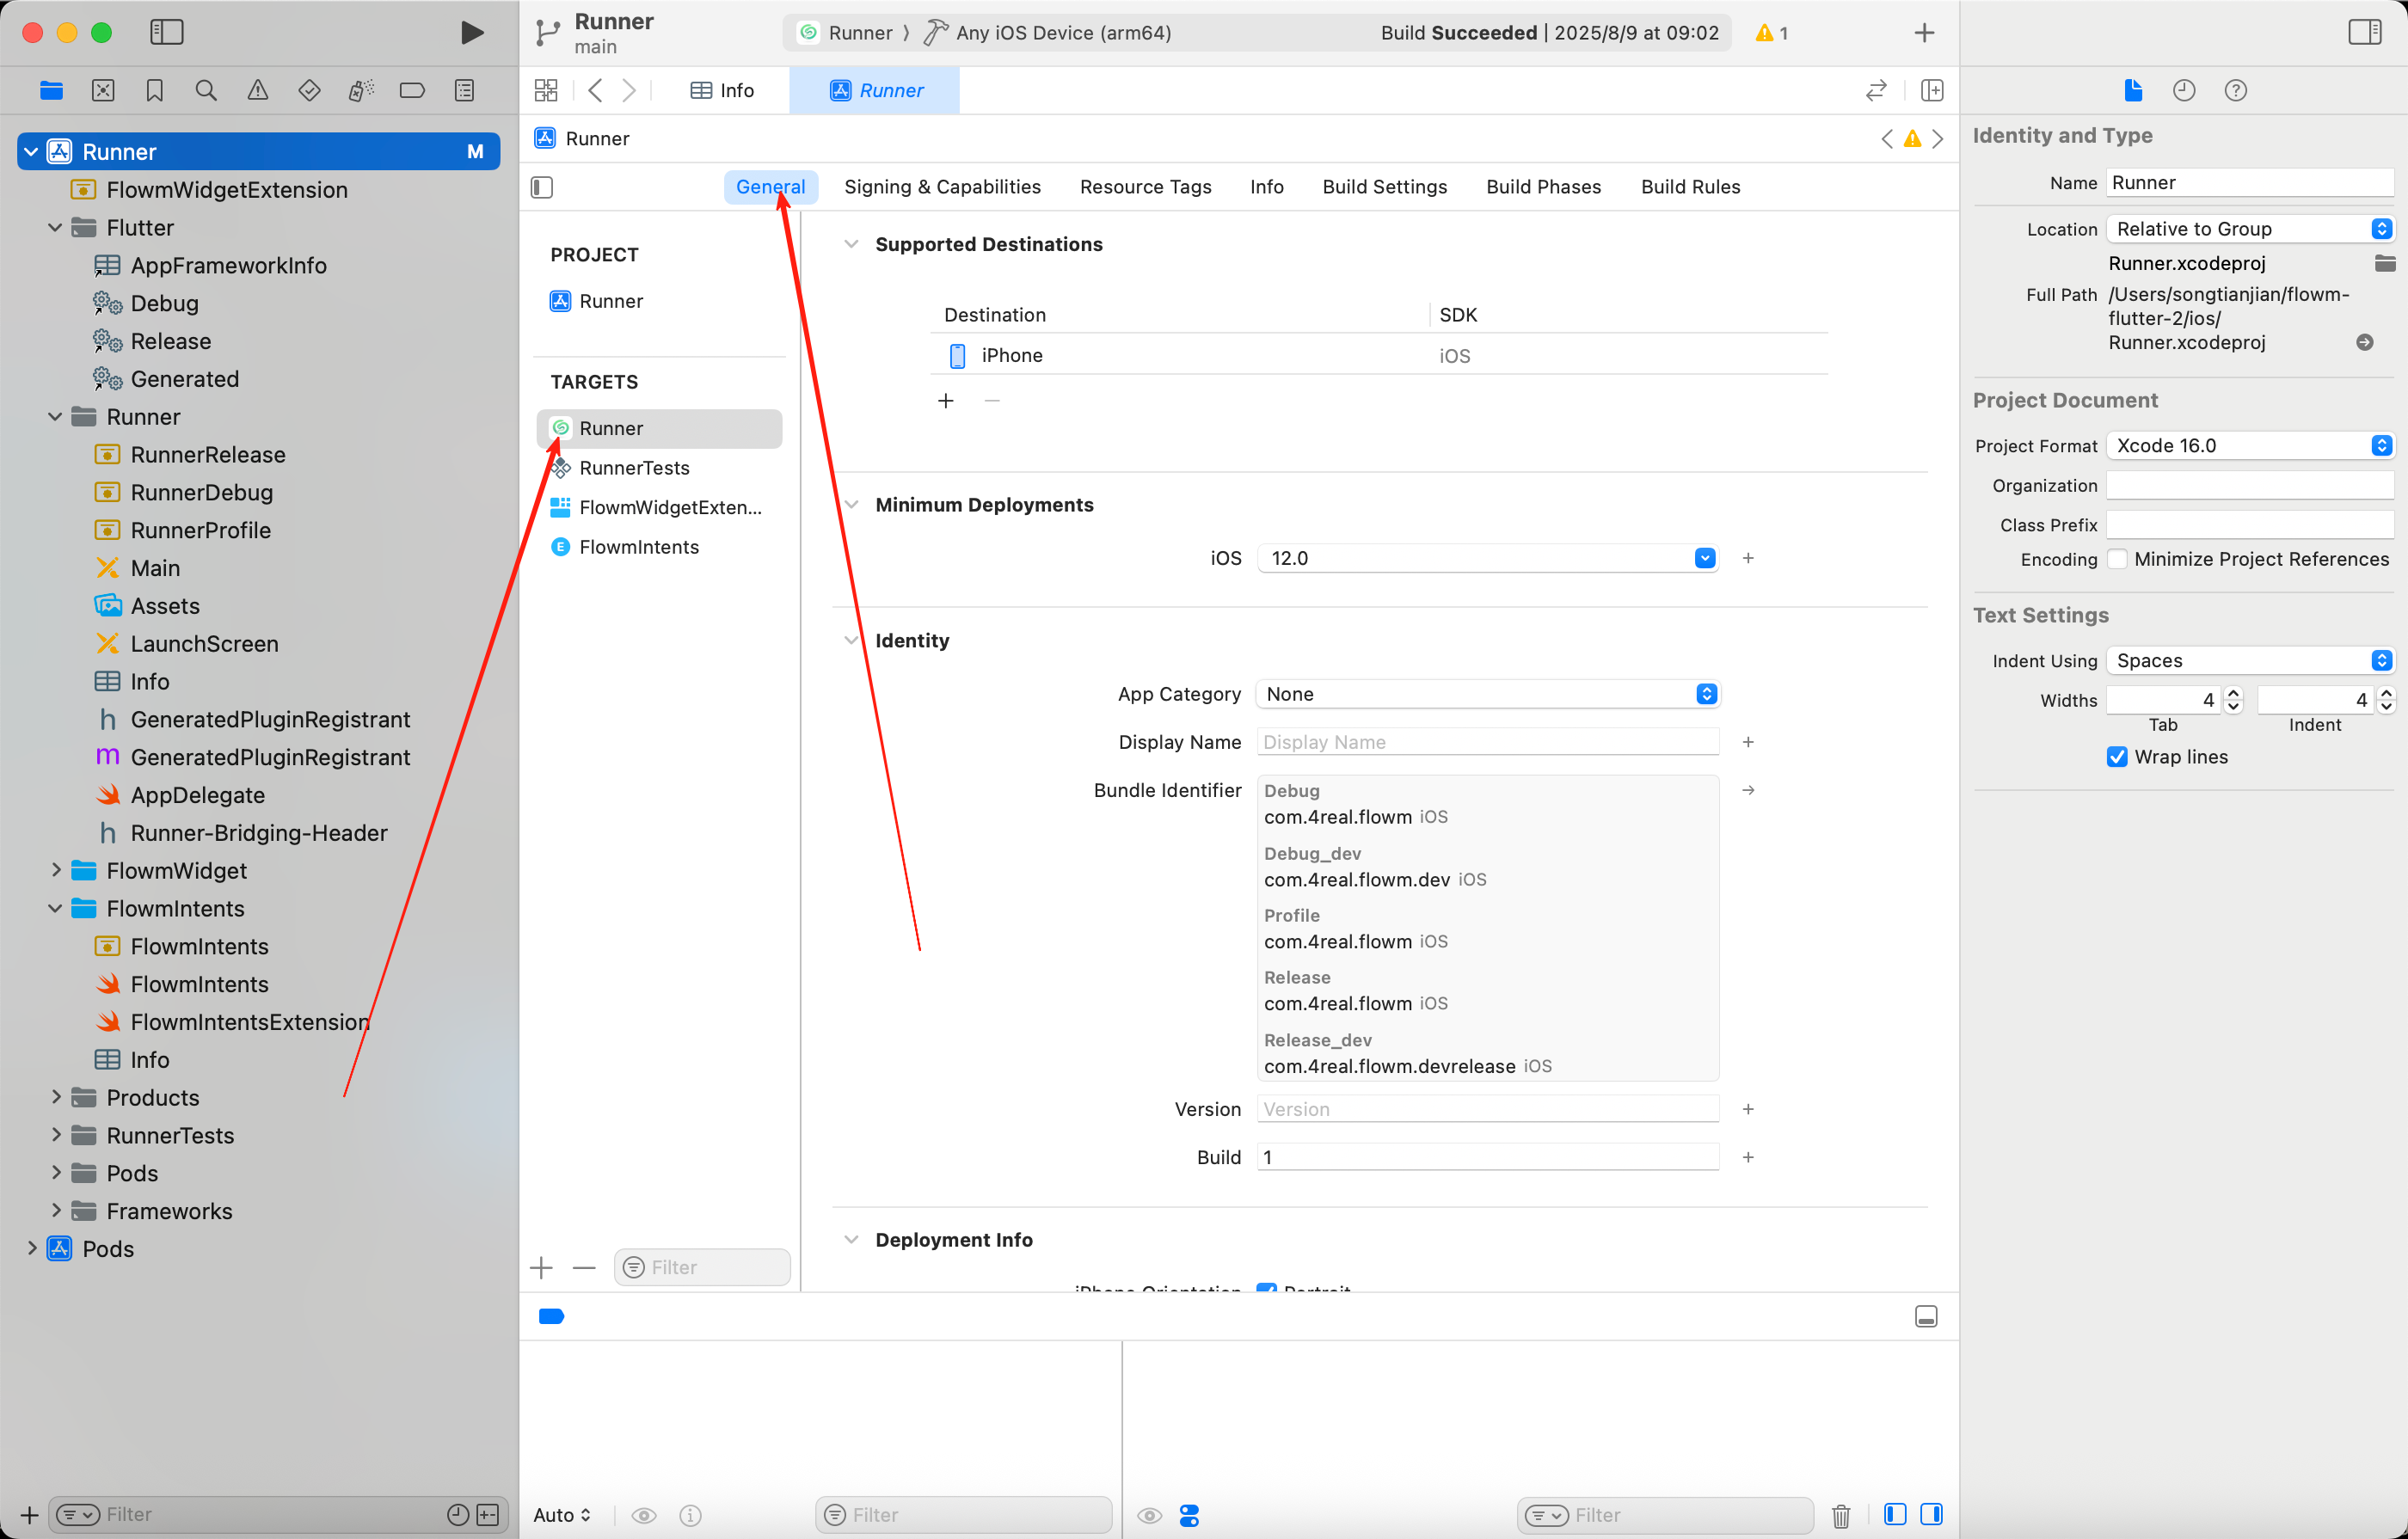 Runner
main
Runner 〉 Any iOS Device (arm64)
Build Succeeded | 2025/8/9 at 09:02
1
Info
Runner
Runner
General
Signing & Capabilities
Resource Tags
Info
Build Settings
Build Phases
Build Rules
Runner M
FlowmWidgetExtension
Flutter
AppFrameworkInfo
Debug
Release
Generated
Runner
RunnerRelease
RunnerDebug
RunnerProfile
Main
Assets
LaunchScreen
Info
h GeneratedPluginRegistrant
m GeneratedPluginRegistrant
AppDelegate
h Runner-Bridging-Header
FlowmWidget
FlowmIntents
FlowmIntents
FlowmIntents
FlowmIntentsExtension
Info
Products
RunnerTests
Pods
Frameworks
Pods
Filter
PROJECT
Runner
TARGETS
Runner
RunnerTests
FlowmWidgetExten...
E FlowmIntents
Filter
Supported Destinations
Destination SDK
iPhone iOS
Minimum Deployments
iOS 12.0
Identity
App Category None
Display Name Display Name
Bundle Identifier
Debug
com.4real.flowm iOS
Debug_dev
com.4real.flowm.dev iOS
Profile
com.4real.flowm iOS
Release
com.4real.flowm iOS
Release_dev
com.4real.flowm.devrelease iOS
Version Version
Build 1
Deployment Info
iPhone Orientation Portrait
Auto
Filter
Filter
Identity and Type
Name Runner
Location Relative to Group
Runner.xcodeproj
Full Path /Users/songtianjian/flowm-
flutter-2/ios/
Runner.xcodeproj
Project Document
Project Format Xcode 16.0
Organization
Class Prefix
Encoding Minimize Project References
Text Settings
Indent Using Spaces
Widths 4 4
Tab Indent
Wrap lines